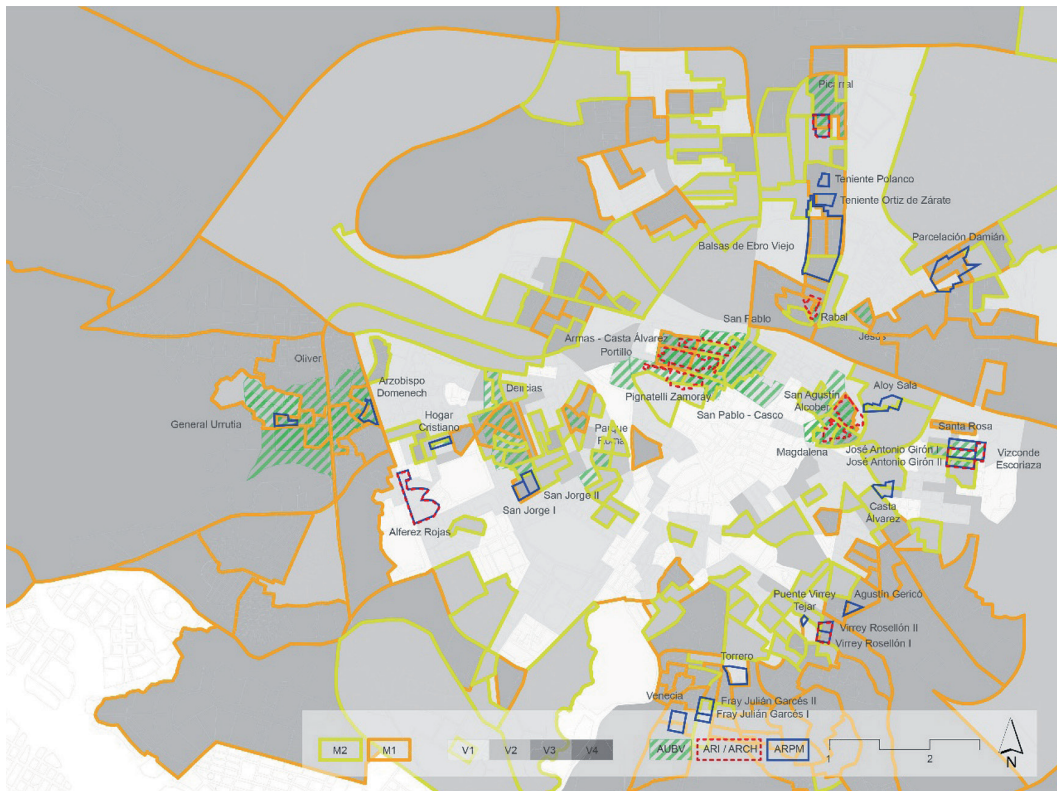 Picarral
Teniente Polanco
Teniente Ortiz de Zárate
Parcelación Damián
Balsas de Ebro Viejo
San Pablo
Rabal
Jesús
Armas - Casta Álvarez
Portillo
Oliver
Arzobispo
Domenech
Delicias
Pignatelli Zamoray
San Agustín
Alcober
Aloy Sala
General Urrutia
Hogar
Cristiano
Parque
Roma
San Pablo - Casco
Magdalena
Santa Rosa
José Antonio Girón I
José Antonio Girón II
Vizconde
Escoriaza
San Jorge II
San Jorge I
Casta
Álvarez
Alferez Rojas
Puente Virrey
Tejar
Agustín Gericó
Virrey Rosellón II
Virrey Rosellón I
Torrero
Venecia
Fray Julián Garcés II
Fray Julián Garcés I
M2 M1 V1 V2 V3 V4 AUBV ARI / ARCH ARPM 1 2 N